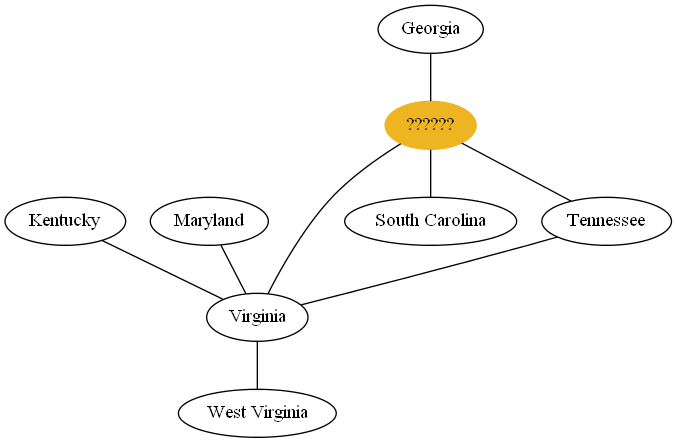 Georgia
??????
Kentucky
Maryland
South Carolina
Tennessee
Virginia
West Virginia